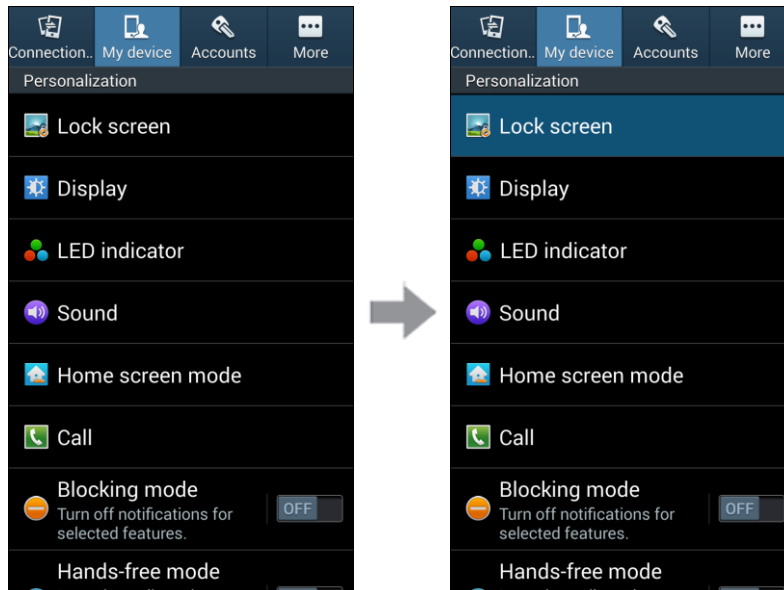 Connection.. My device Accounts More
Personalization
Lock screen
Display
LED indicator
Sound
Home screen mode
Call
Blocking mode
Turn off notifications for
selected features.
OFF
Hands-free mode
Connection.. My device Accounts More
Personalization
Lock screen
Display
LED indicator
Sound
Home screen mode
Call
Blocking mode
Turn off notifications for
selected features.
OFF
Hands-free mode